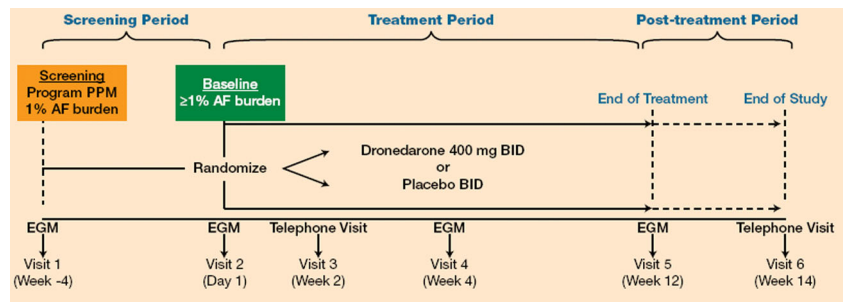 Screening Period
Treatment Period
Post-treatment Period
Screening
Program PPM
1% AF burden
Baseline
≥1% AF burden
End of Treatment
End of Study
Randomize
Dronedarone 400 mg BID
or
Placebo BID
EGM
EGM
Telephone Visit
EGM
EGM
Telephone Visit
Visit 1
(Week -4)
Visit 2
(Day 1)
Visit 3
(Week 2)
Visit 4
(Week 4)
Visit 5
(Week 12)
Visit 6
(Week 14)